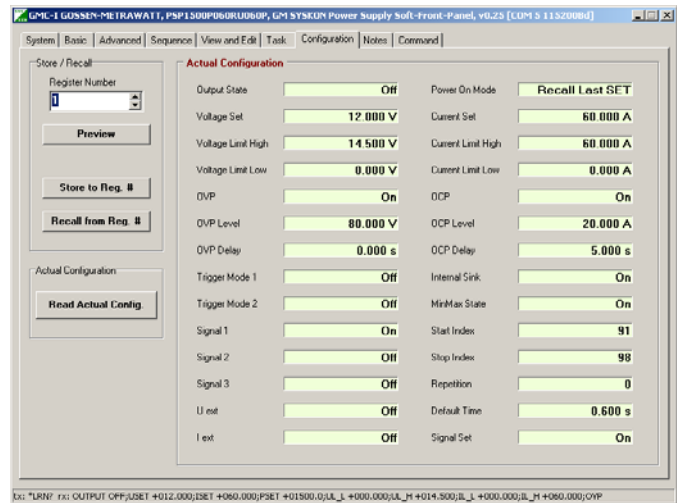 GMC-I GOSSEN-METRAWATT, PSP1500P060RU060P, GM SYSKON Power Supply Soft-Front-Panel, v0.25 [COM 5 115200Bd]
System Basic Advanced Sequence View and Edit Task Configuration Notes Command
Store / Recall
Register Number
1
Preview
Store to Reg. #
Recall from Reg. #
Actual Configuration
Read Actual Config.
Actual Configuration
Output State Off Power On Mode Recall Last SET
Voltage Set 12.000 V Current Set 60.000 A
Voltage Limit High 14.500 V Current Limit High 60.000 A
Voltage Limit Low 0.000 V Current Limit Low 0.000 A
OVP On OCP On
OVP Level 80.000 V OCP Level 20.000 A
OVP Delay 0.000 s OCP Delay 5.000 s
Trigger Mode 1 Off Internal Sink On
Trigger Mode 2 Off MinMax State On
Signal 1 On Start Index 91
Signal 2 Off Stop Index 98
Signal 3 Off Repetition 0
U ext Off Default Time 0.600 s
I ext Off Signal Set On
tx: *LRN? rx: OUTPUT OFF;USET +012.000;ISET +060.000;PSET +01500.0;UL_L +000.000;UL_H +014.500;IL_L +000.000;IL_H +060.000;OVP